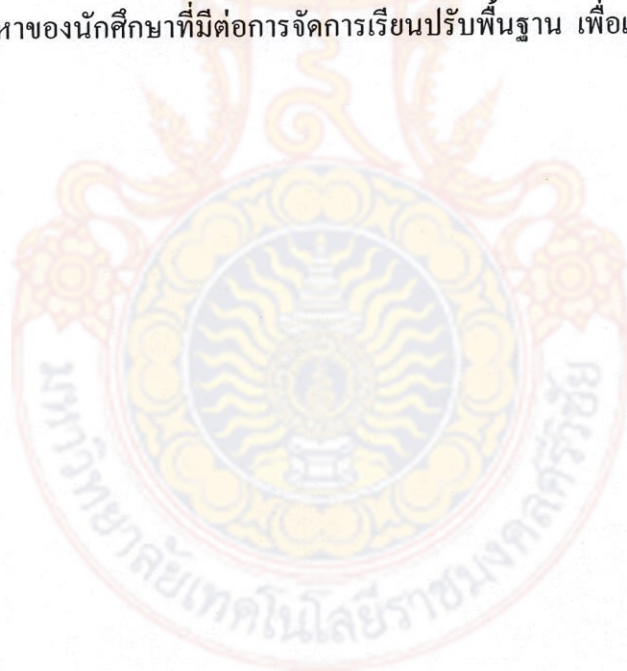 หาของนักศึกษาที่มีต่อการจัดการเรียนปรับพื้นฐาน เพื่อ
มหาวิทยาลัยเทคโนโลยีราชมงคลศรีวิชัย